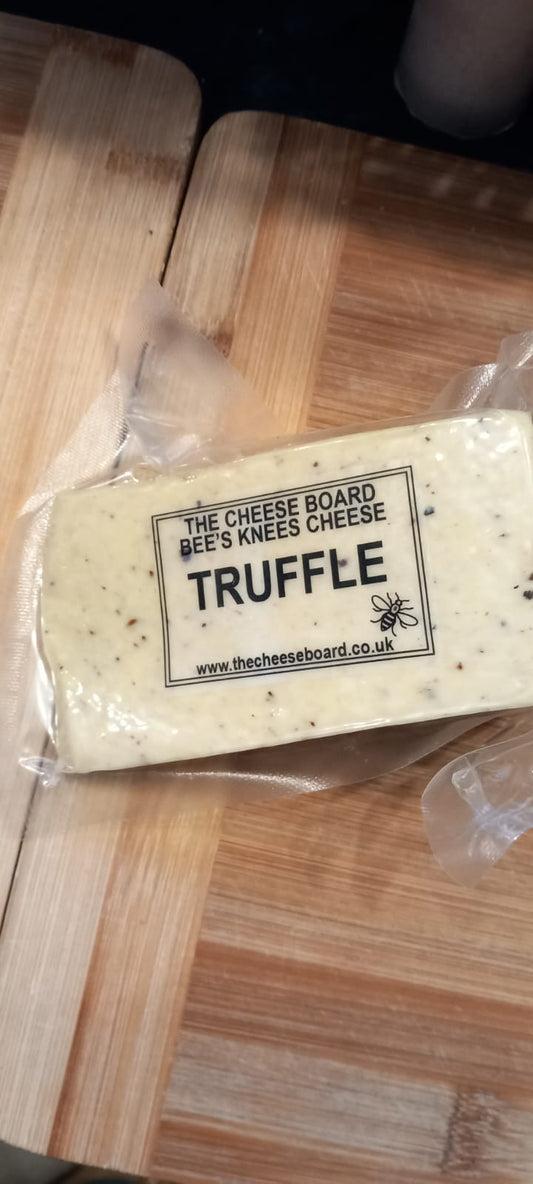 THE CHEESE BOARD
BEE'S KNEES CHEESE
TRUFFLE
www.thecheeseboard.co.uk